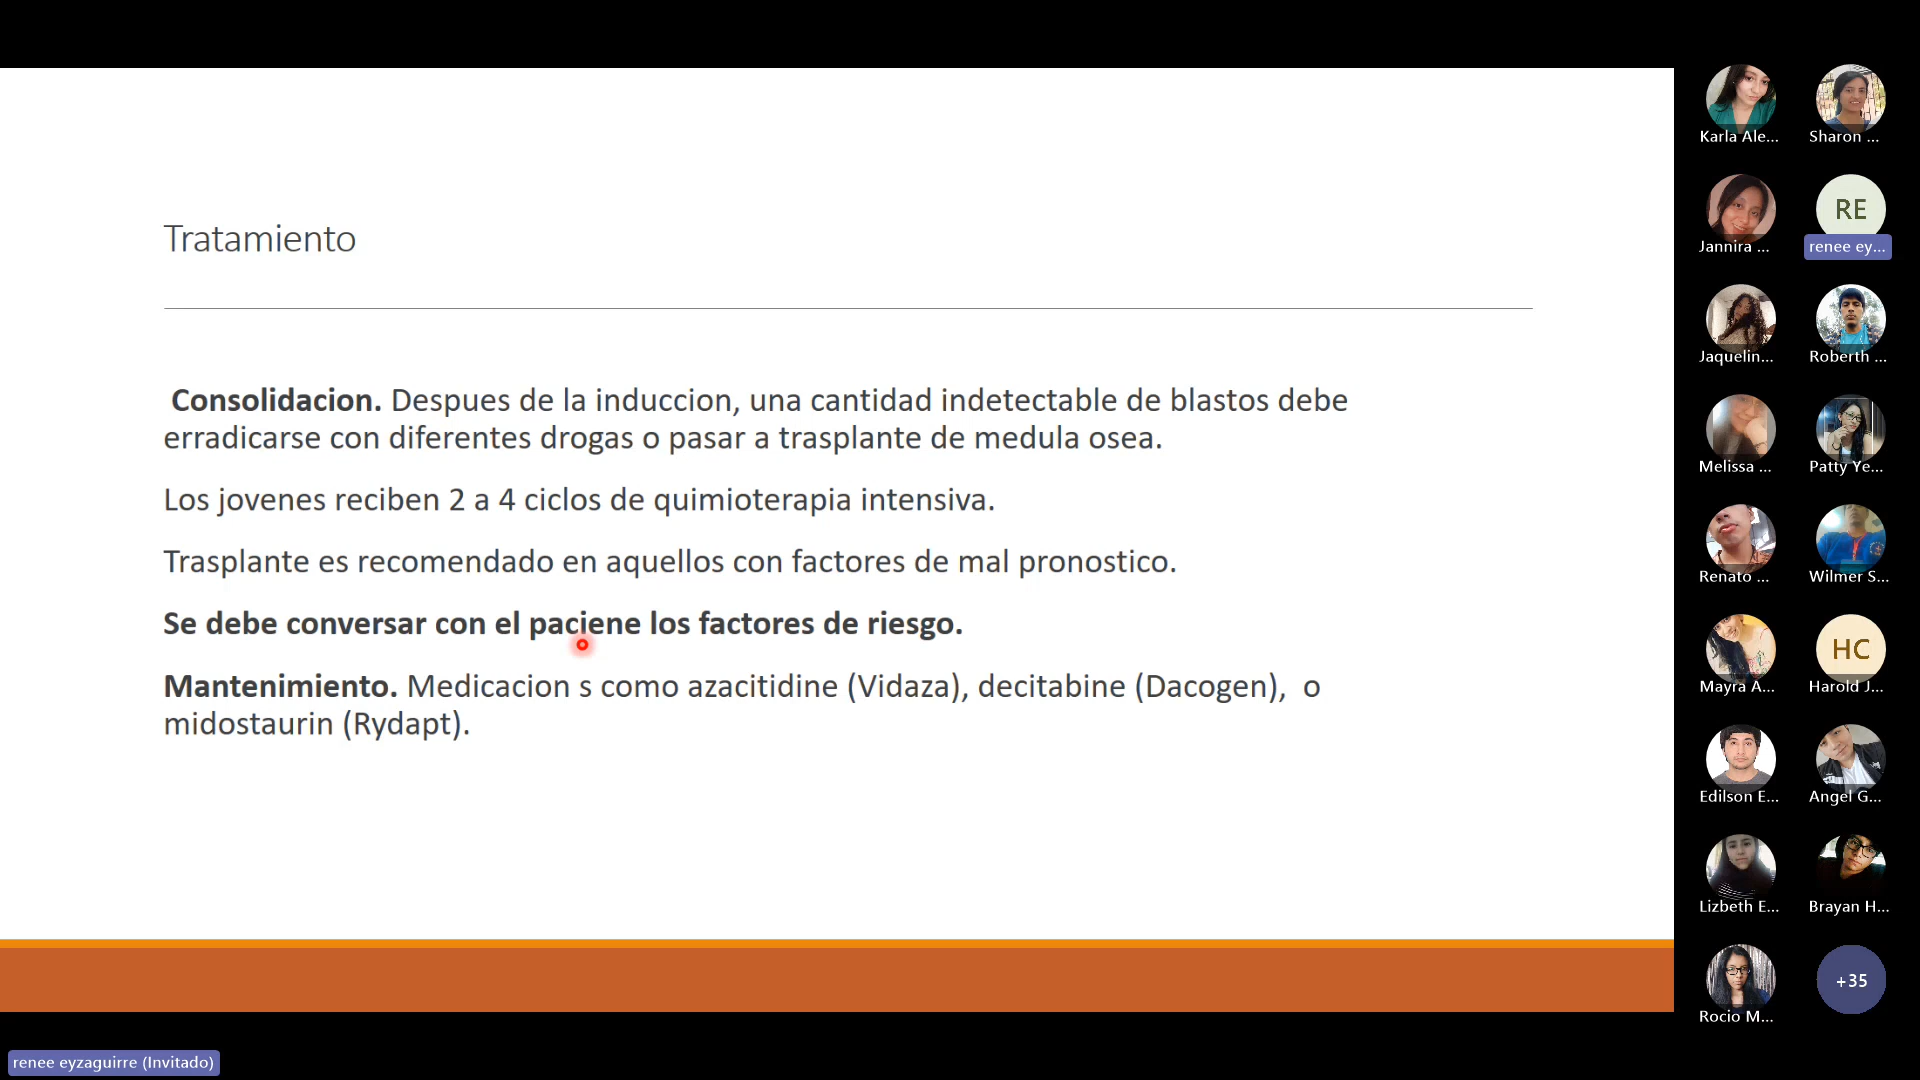 Tratamiento
Consolidacion. Despues de la induccion, una cantidad indetectable de blastos debe
erradicarse con diferentes drogas o pasar a trasplante de medula osea.
Los jovenes reciben 2 a 4 ciclos de quimioterapia intensiva.
Trasplante es recomendado en aquellos con factores de mal pronostico.
Se debe conversar con el paciene los factores de riesgo.
Mantenimiento. Medicacion s como azacitidine (Vidaza), decitabine (Dacogen),  o
midostaurin (Rydapt).
Karla Ale...
Sharon ...
Jannira ...
RE
renee ey...
Jaquelin...
Roberth ...
Melissa ...
Patty Ye...
Renato ...
Wilmer S...
Mayra A...
HC
Harold J...
Edilson E...
Angel G...
Lizbeth E...
Brayan H...
Rocio M...
+35
renee eyzaguirre (Invitado)